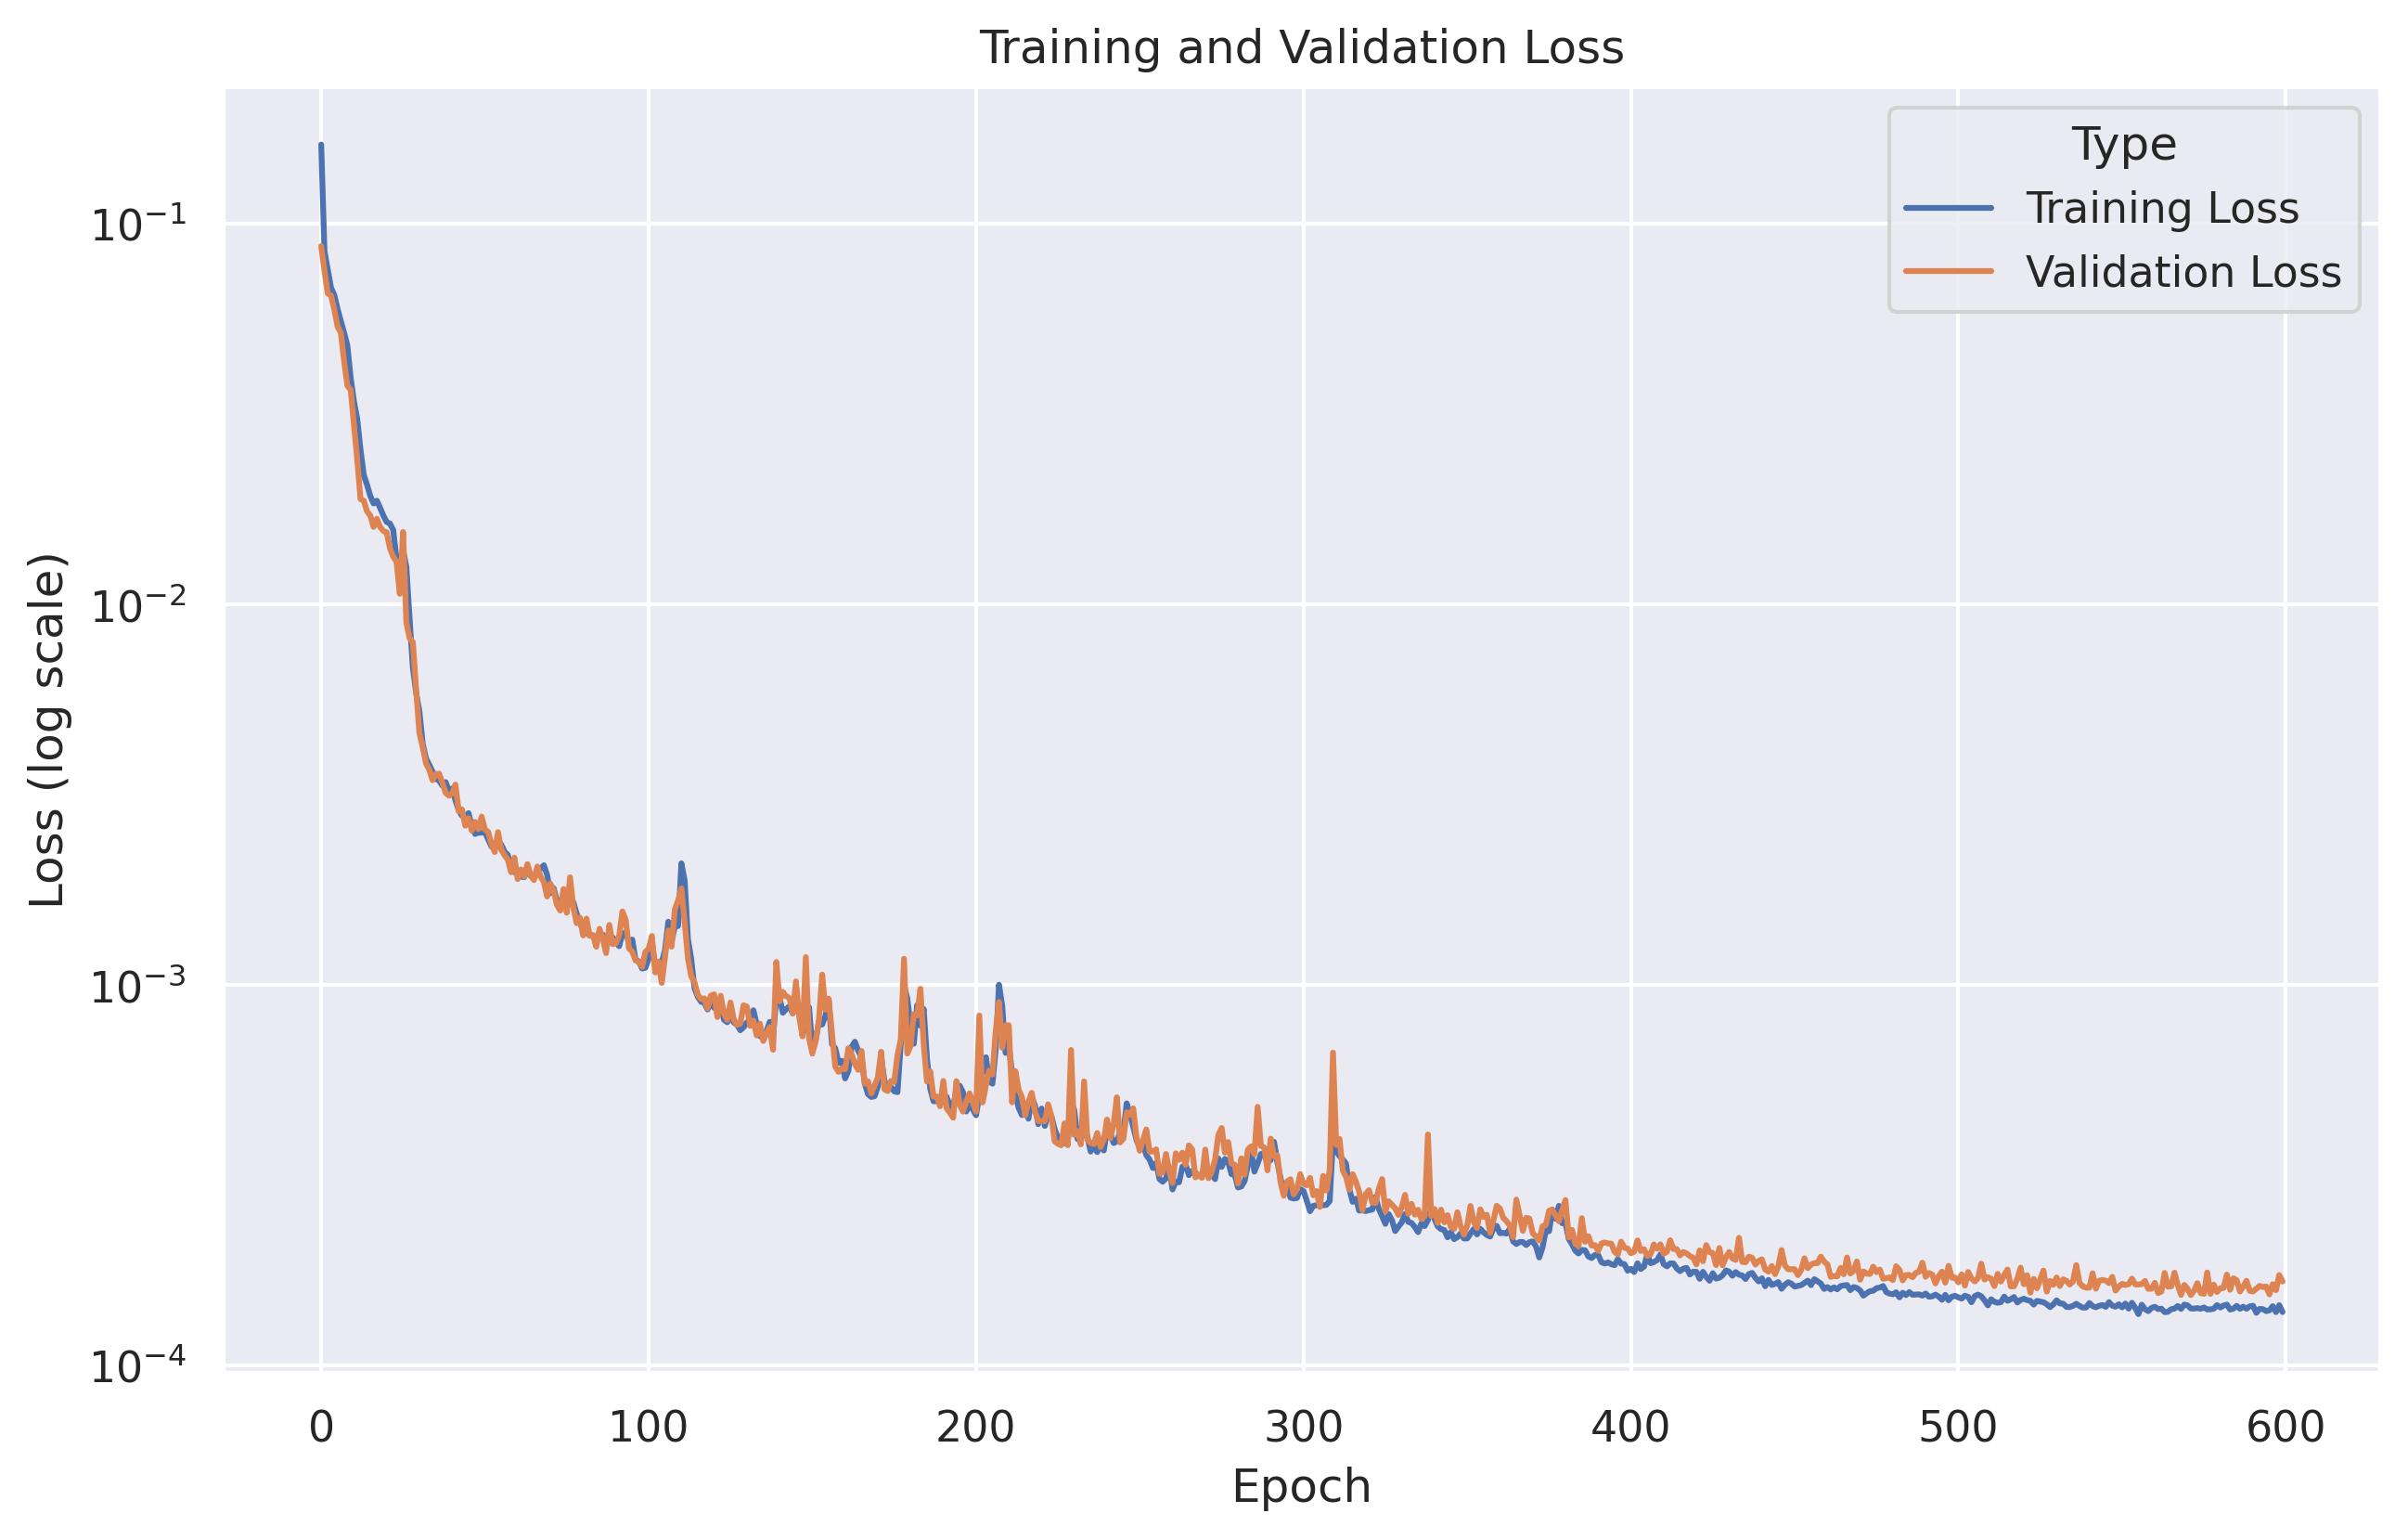 Training and Validation Loss
Type
Training Loss
Validation Loss
Loss (log scale)
10⁻¹
10⁻²
10⁻³
10⁻⁴
0 100 200 300 400 500 600
Epoch